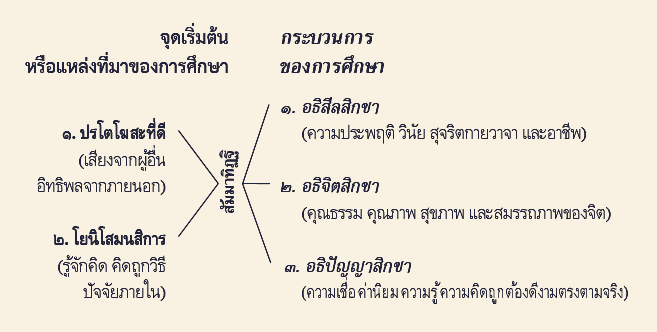 จุดเริ่มต้น
หรือแหล่งที่มาของการศึกษา
๑. ปรโตโฆสะที่ดี
(เสียงจากผู้อื่น
อิทธิพลจากภายนอก)
๒. โยนิโสมนสิการ
(รู้จักคิด คิดถูกวิธี
ปัจจัยภายใน)
สัมมาทิฏฐิ
กระบวนการ
ของการศึกษา
๑. อธิสีลสิกขา
(ความประพฤติ วินัย สุจริตกายวาจา และอาชีพ)
๒. อธิจิตสิกขา
(คุณธรรม คุณภาพ สุขภาพ และสมรรถภาพของจิต)
๓. อธิปัญญาสิกขา
(ความเชื่อ ค่านิยม ความรู้ ความคิดถูกต้องดีงามตรงตามจริง)